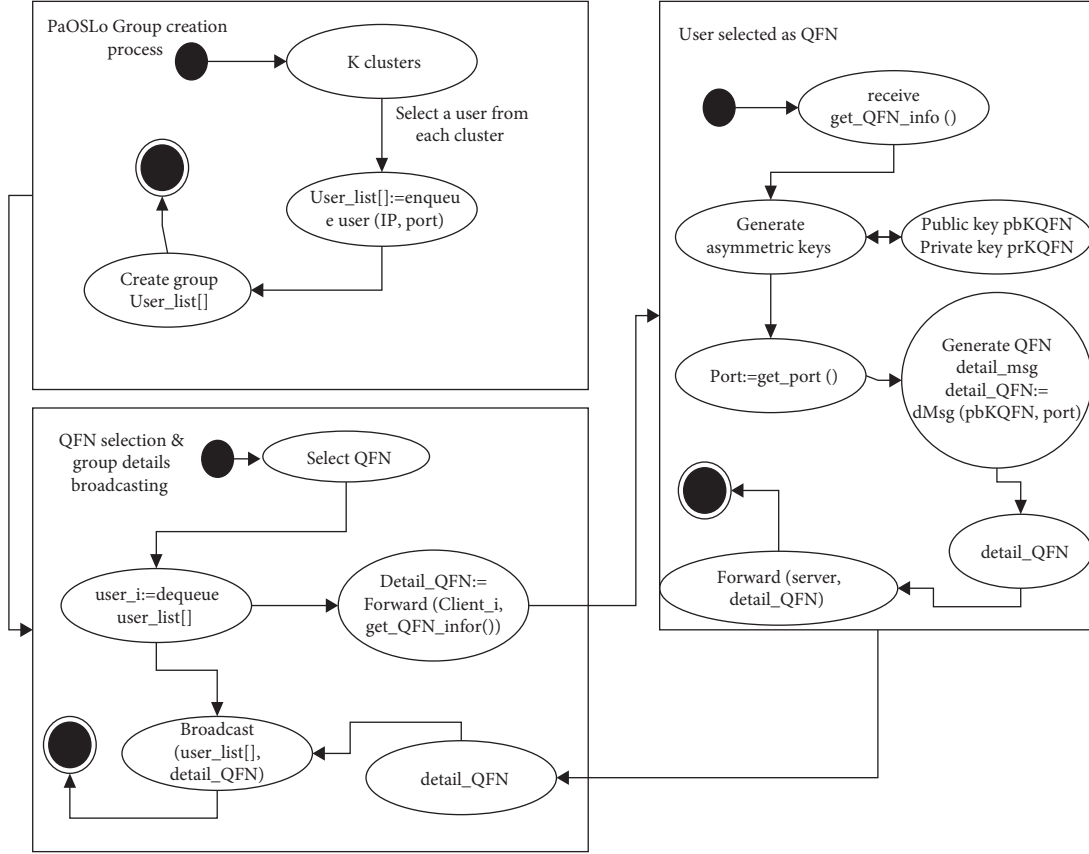 PaOSLo Group creation
process
K clusters
Select a user from
each cluster
User_list[]:=enqueu
e user (IP, port)
Create group
User_list[]
QFN selection &
group details
broadcasting
Select QFN
user_i:=dequeue
user_list[]
Detail_QFN:=
Forward (Client_i,
get_QFN_infor())
Broadcast
(user_list[],
detail_QFN)
detail_QFN
User selected as QFN
receive
get_QFN_info ()
Generate
asymmetric keys
Public key pbKQFN
Private key prKQFN
Port:=get_port ()
Generate QFN
detail_msg
detail_QFN:=
dMsg (pbKQFN, port)
detail_QFN
Forward (server,
detail_QFN)